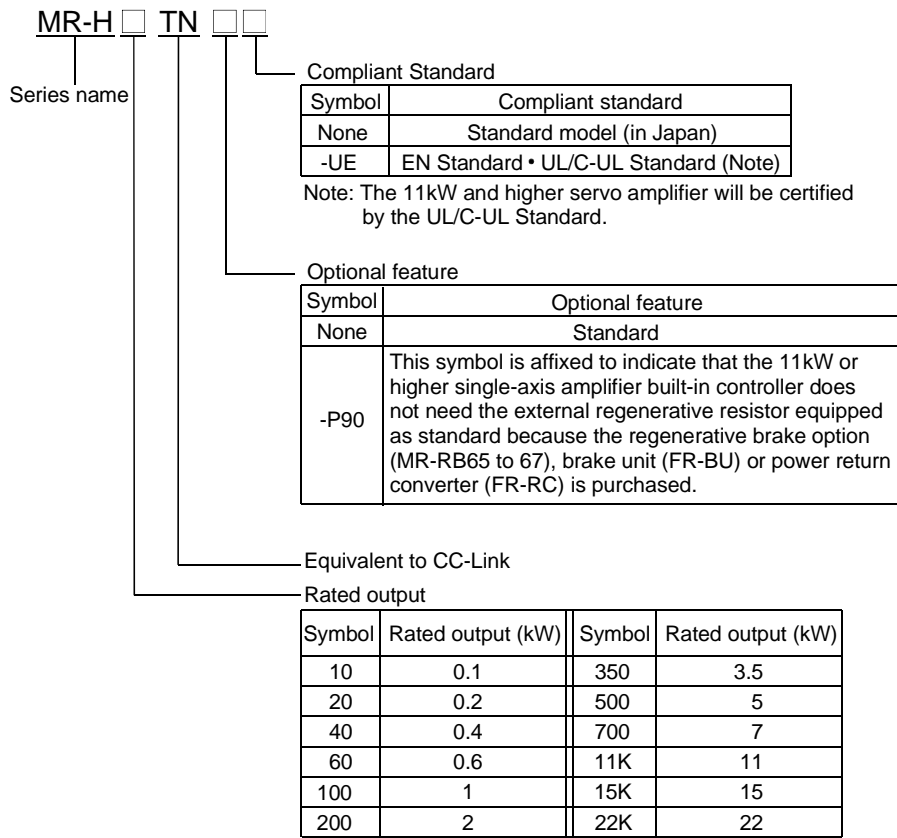 MR-H □ TN □ □
Series name
Compliant Standard
Symbol Compliant standard
None Standard model (in Japan)
-UE EN Standard • UL/C-UL Standard (Note)
Note: The 11kW and higher servo amplifier will be certified
by the UL/C-UL Standard.
Optional feature
Symbol Optional feature
None Standard
-P90 This symbol is affixed to indicate that the 11kW or
higher single-axis amplifier built-in controller does
not need the external regenerative resistor equipped
as standard because the regenerative brake option
(MR-RB65 to 67), brake unit (FR-BU) or power return
converter (FR-RC) is purchased.
Equivalent to CC-Link
Rated output
Symbol Rated output (kW) Symbol Rated output (kW)
10 0.1 350 3.5
20 0.2 500 5
40 0.4 700 7
60 0.6 11K 11
100 1 15K 15
200 2 22K 22